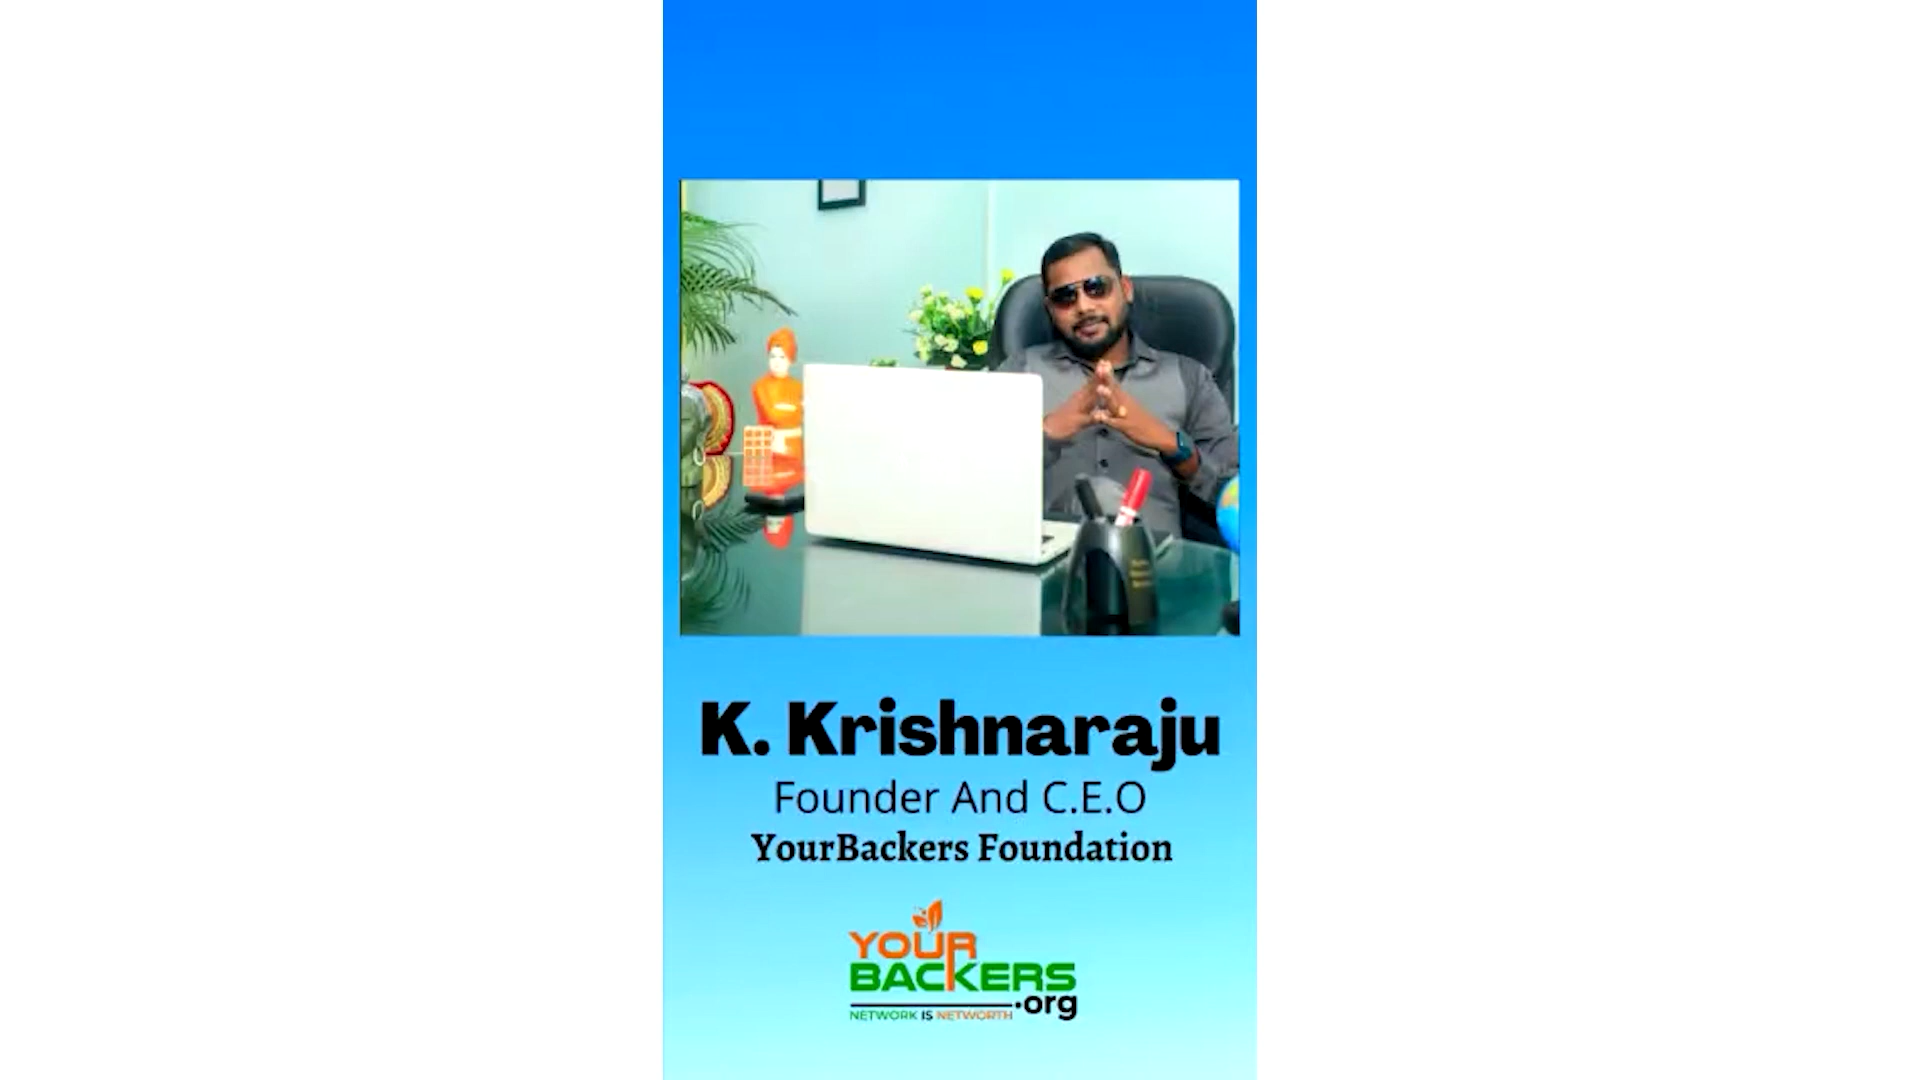 K. Krishnaraju
Founder And C.E.O
YourBackers Foundation
YOUR
BACKERS
.org
NETWORK IS NETWORTH